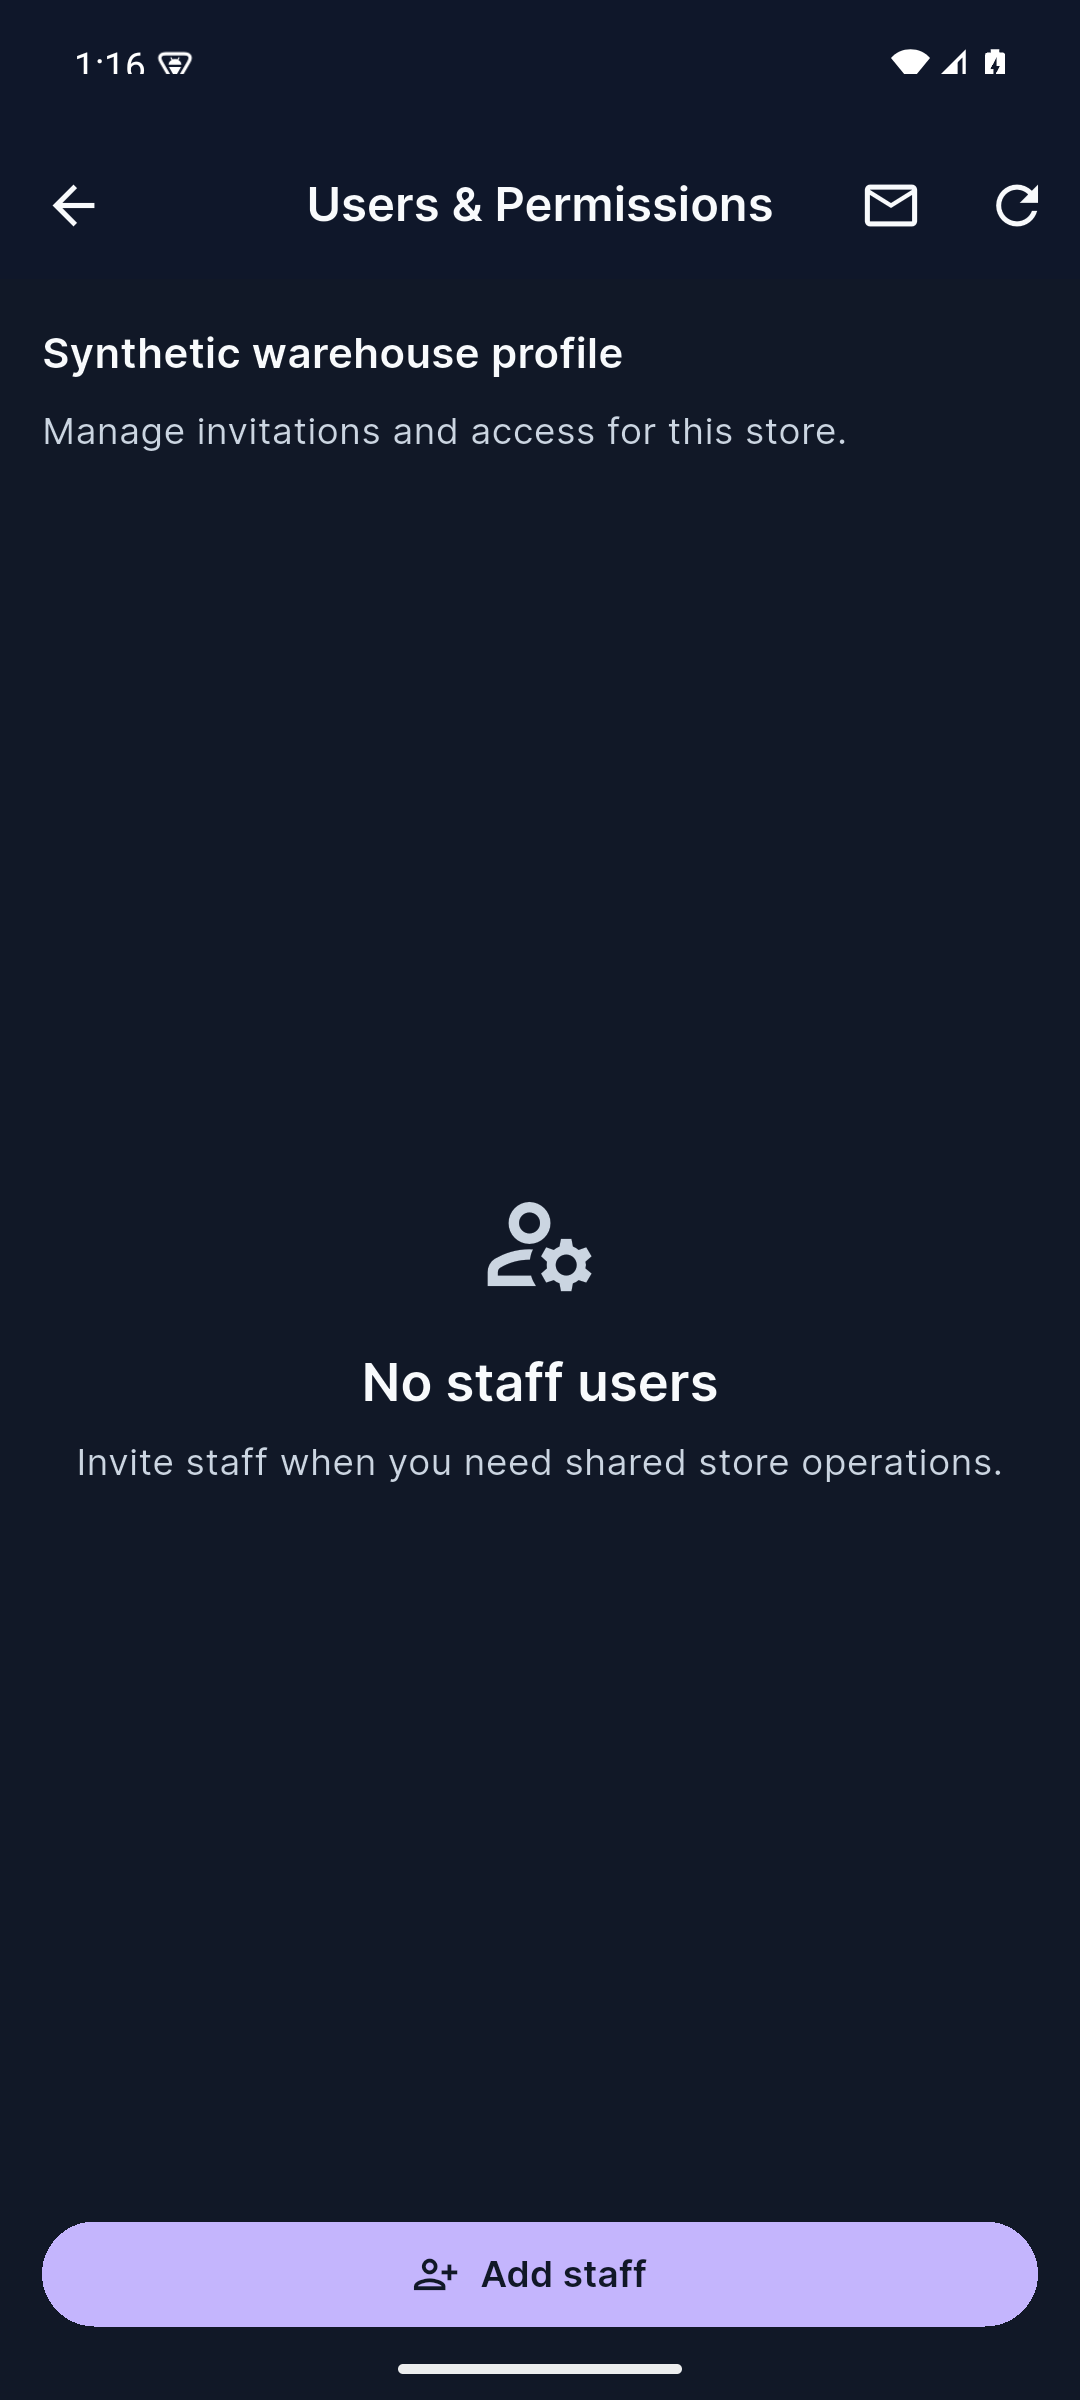 1:16
Users & Permissions
Synthetic warehouse profile
Manage invitations and access for this store.
No staff users
Invite staff when you need shared store operations.
Add staff